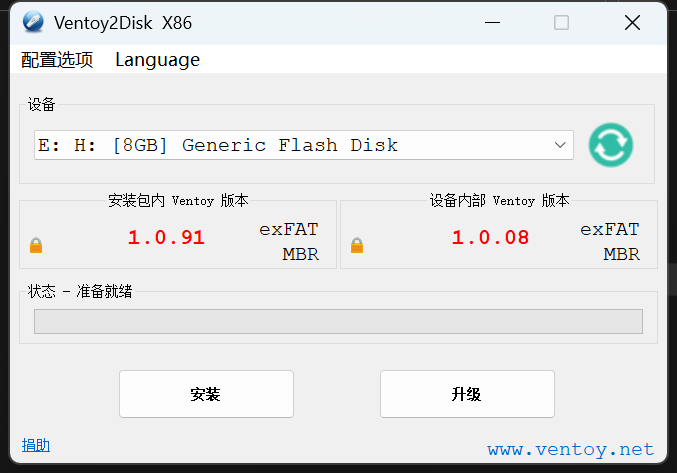 Ventoy2Disk X86
配置选项 Language
设备
E: H: [8GB] Generic Flash Disk
安装包内 Ventoy 版本
1.0.91
exFAT
MBR
设备内部 Ventoy 版本
1.0.08
exFAT
MBR
状态 - 准备就绪
安装
升级
捐助
www.ventoy.net